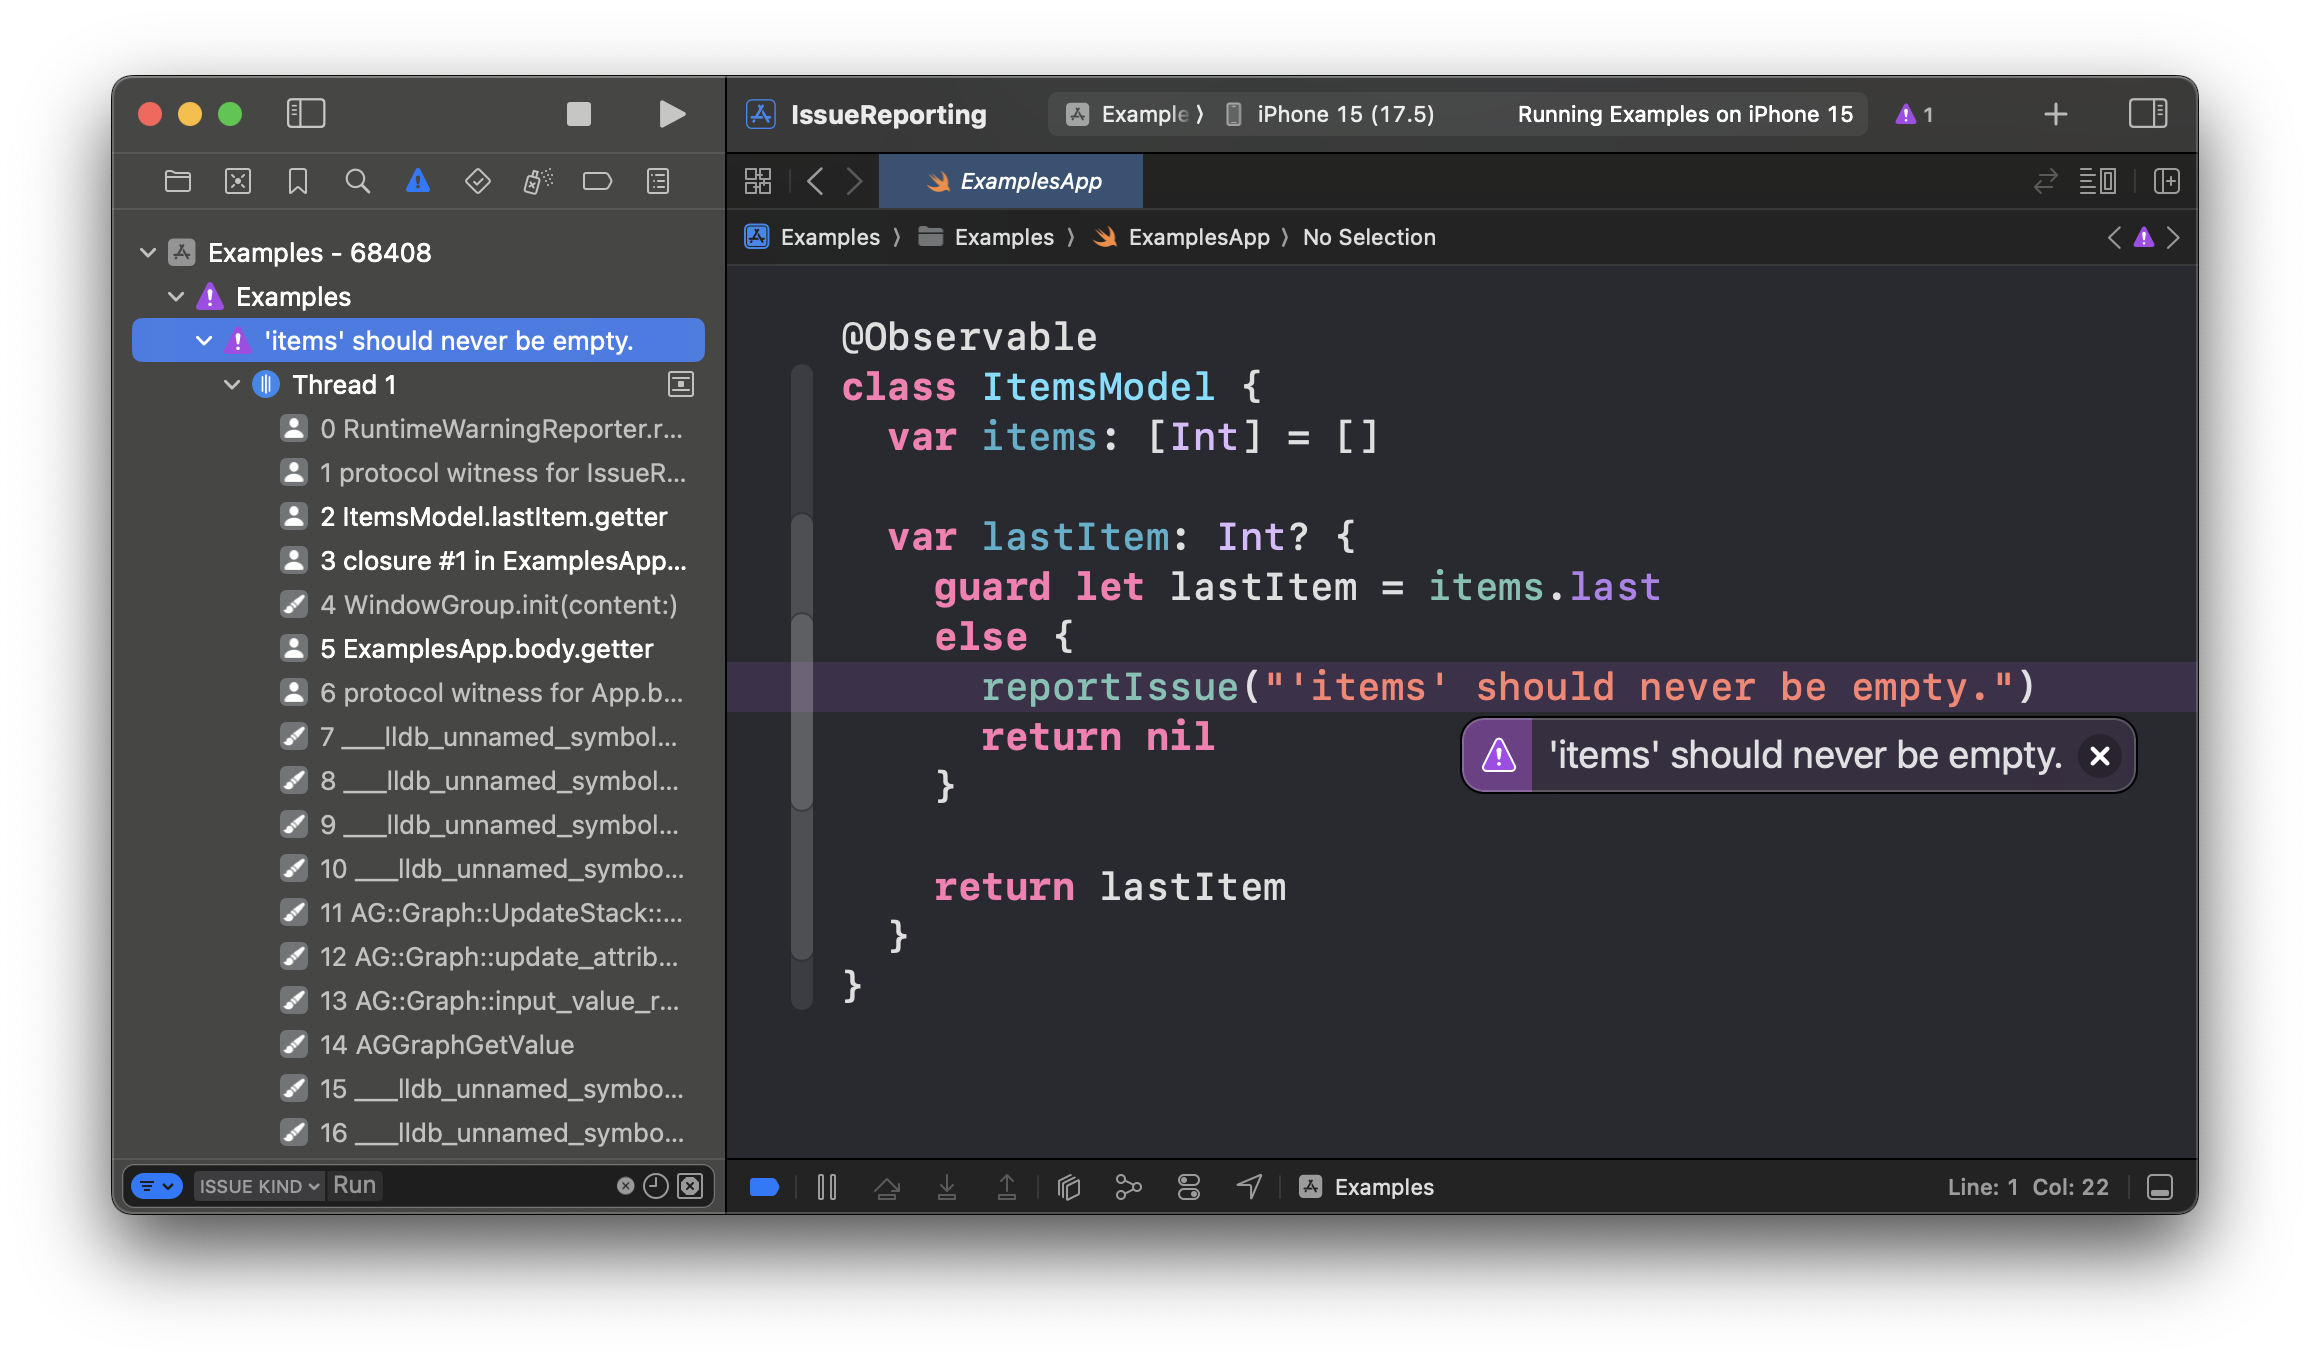 IssueReporting
Example 〉 iPhone 15 (17.5)
Running Examples on iPhone 15
1
ExamplesApp
Examples 〉 Examples 〉 ExamplesApp 〉 No Selection
Examples - 68408
Examples
'items' should never be empty.
Thread 1
0 RuntimeWarningReporter.r...
1 protocol witness for IssueR...
2 ItemsModel.lastItem.getter
3 closure #1 in ExamplesApp...
4 WindowGroup.init(content:)
5 ExamplesApp.body.getter
6 protocol witness for App.b...
7 ___lldb_unnamed_symbol...
8 ___lldb_unnamed_symbol...
9 ___lldb_unnamed_symbol...
10 ___lldb_unnamed_symbo...
11 AG::Graph::UpdateStack::...
12 AG::Graph::update_attrib...
13 AG::Graph::input_value_r...
14 AGGraphGetValue
15 ___lldb_unnamed_symbo...
16 ___lldb_unnamed_symbo...
ISSUE KIND Run
@Observable
class ItemsModel {
var items: [Int] = []
var lastItem: Int? {
guard let lastItem = items.last
else {
reportIssue("'items' should never be empty.")
return nil
'items' should never be empty.
}
return lastItem
}
}
Examples
Line: 1 Col: 22